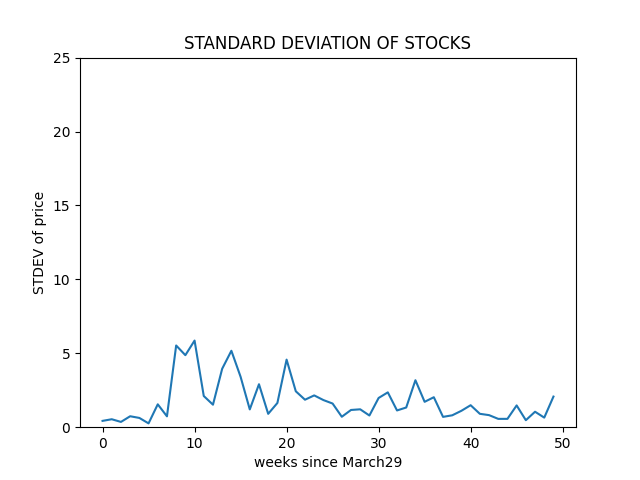 STANDARD DEVIATION OF STOCKS
25
20
15
10
5
0
STDEV of price
0 10 20 30 40 50
weeks since March29